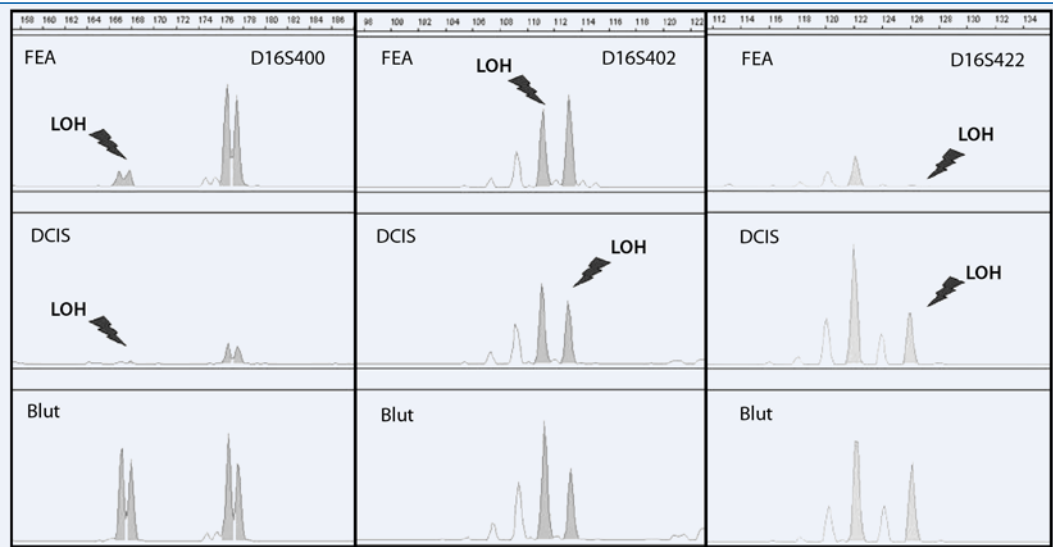 158 160 162 164 166 168 170 172 174 176 178 180 182 184 186
98 100 102 104 106 108 110 112 114 116 118 120 122
112 114 116 118 120 122 124 126 128 130 132 134
FEA D16S400
LOH
FEA D16S402
LOH
FEA D16S422
LOH
DCIS
LOH
DCIS
LOH
DCIS
LOH
Blut
Blut
Blut